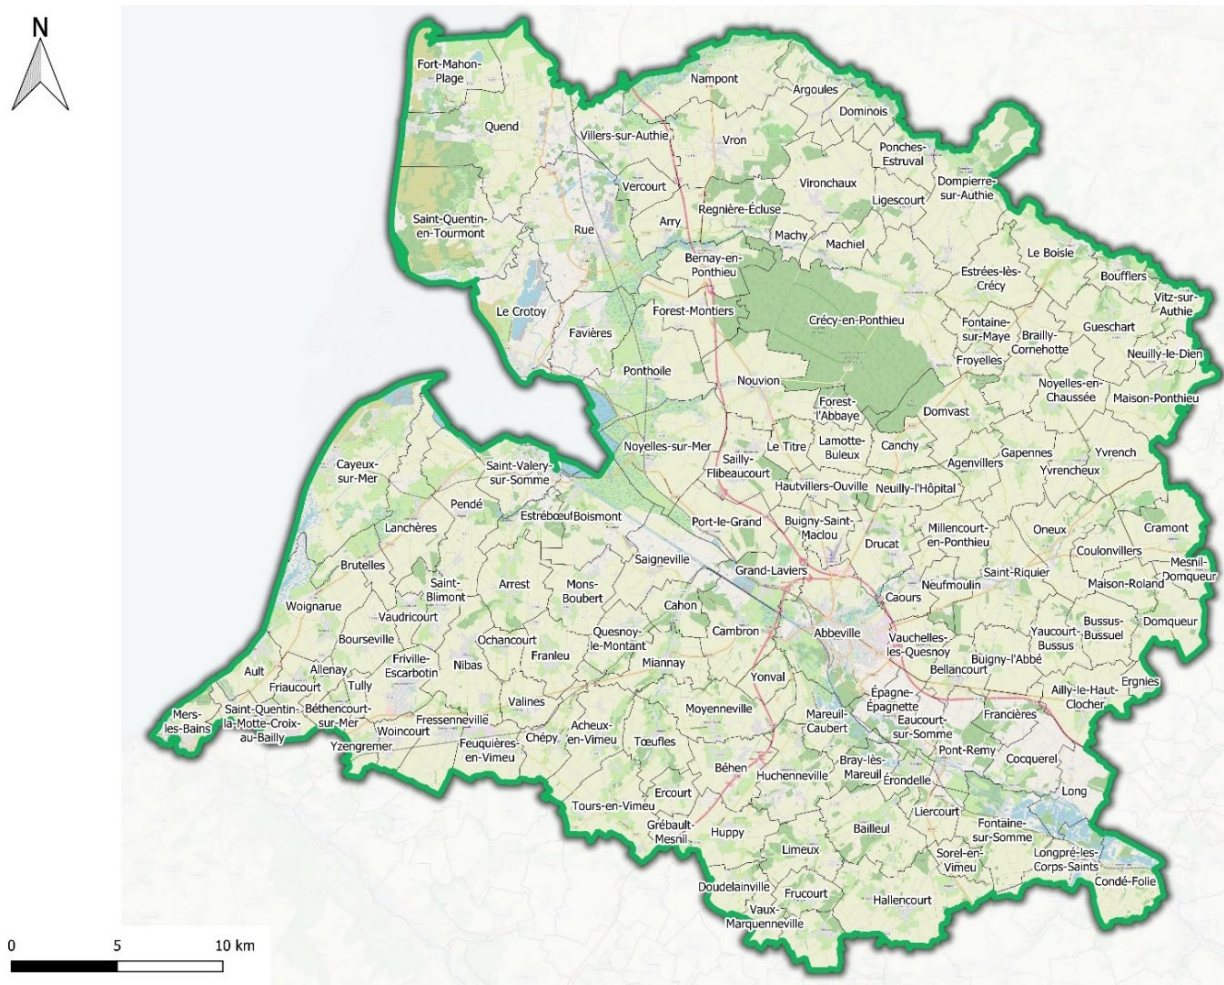 N
Fort-Mahon-
Plage
Nampont
Argoules
Dominois
Quend
Villers-sur-Authie
Vron
Ponches-
Estruval
Vironchaux
Dompierre-
sur-Authie
Vercourt
Ligescourt
Regnière-Écluse
Saint-Quentin-
en-Tourmont
Rue
Arry
Machy
Machiel
Le Boisle
Bernay-en-
Ponthieu
Estrées-lès-
Crécy
Boufflers
Vitz-sur-
Authie
Le Crotoy
Forest-Montiers
Crécy-en-Ponthieu
Fontaine-
sur-Maye
Brailly-
Cornehotte
Gueschart
Favières
Froyelles
Neuilly-le-Dien
Ponthoile
Nouvion
Noyelles-en-
Chaussée
Maison-Ponthieu
Forest-
l'Abbaye
Domvast
Noyelles-sur-Mer
Le Titre
Lamotte-
Buleux
Canchy
Gapennes
Yvrench
Sailly-
Flibeaucourt
Agenvillers
Yvrencheux
Cayeux-
sur-Mer
Saint-Valery-
sur-Somme
Hautvillers-Ouville
Neuilly-l'Hôpital
Pendé
Estrébœuf
Boismont
Lanchères
Port-le-Grand
Buigny-Saint-
Maclou
Millencourt-
en-Ponthieu
Oneux
Cramont
Drucat
Coulonvillers
Saigneville
Brutelles
Grand-Laviers
Saint-Riquier
Mesnil-
Domqueur
Saint-
Blimont
Arrest
Mons-
Boubert
Neufmoulin
Maison-Roland
Woignarue
Vaudricourt
Cahon
Caours
Bourseville
Ochancourt
Quesnoy-
le-Montant
Cambron
Abbeville
Vauchelles-
les-Quesnoy
Yaucourt-
Bussus
Bussus-
Bussuel
Domqueur
Friville-
Escarbotin
Nibas
Franleu
Miannay
Buigny-l'Abbé
Bellancourt
Ault
Allenay
Yonval
Ergnies
Friaucourt
Tully
Ailly-le-Haut-
Clocher
Mers-
les-Bains
Saint-Quentin-
la-Motte-Croix-
au-Bailly
Béthencourt-
sur-Mer
Valines
Moyenneville
Épagne-
Épagnette
Francières
Fressenneville
Mareuil-
Caubert
Eaucourt-
sur-Somme
Woincourt
Acheux-
en-Vimeu
Yzengremer
Feuquières-
en-Vimeu
Chépy
Tœufles
Pont-Remy
Cocquerel
Béhen
Huchenneville
Bray-lès-
Mareuil
Érondelle
Long
Ercourt
Tours-en-Vimeu
Liercourt
Grébault-
Mesnil
Huppy
Bailleul
Fontaine-
sur-Somme
Limeux
Sorel-en-
Vimeu
Longpré-les-
Corps-Saints
Condé-Folie
Doudelainville
Frucourt
Hallencourt
Vaux-
Marquenneville
0 5 10 km